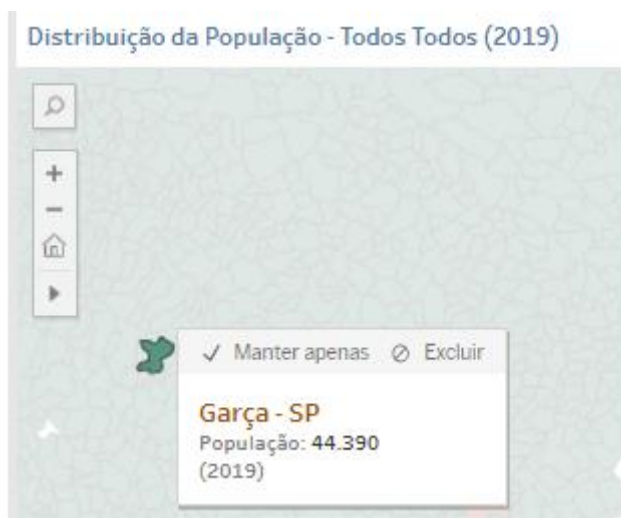 Distribuição da População - Todos Todos (2019)
Manter apenas Excluir
Garça - SP
População: 44.390
(2019)